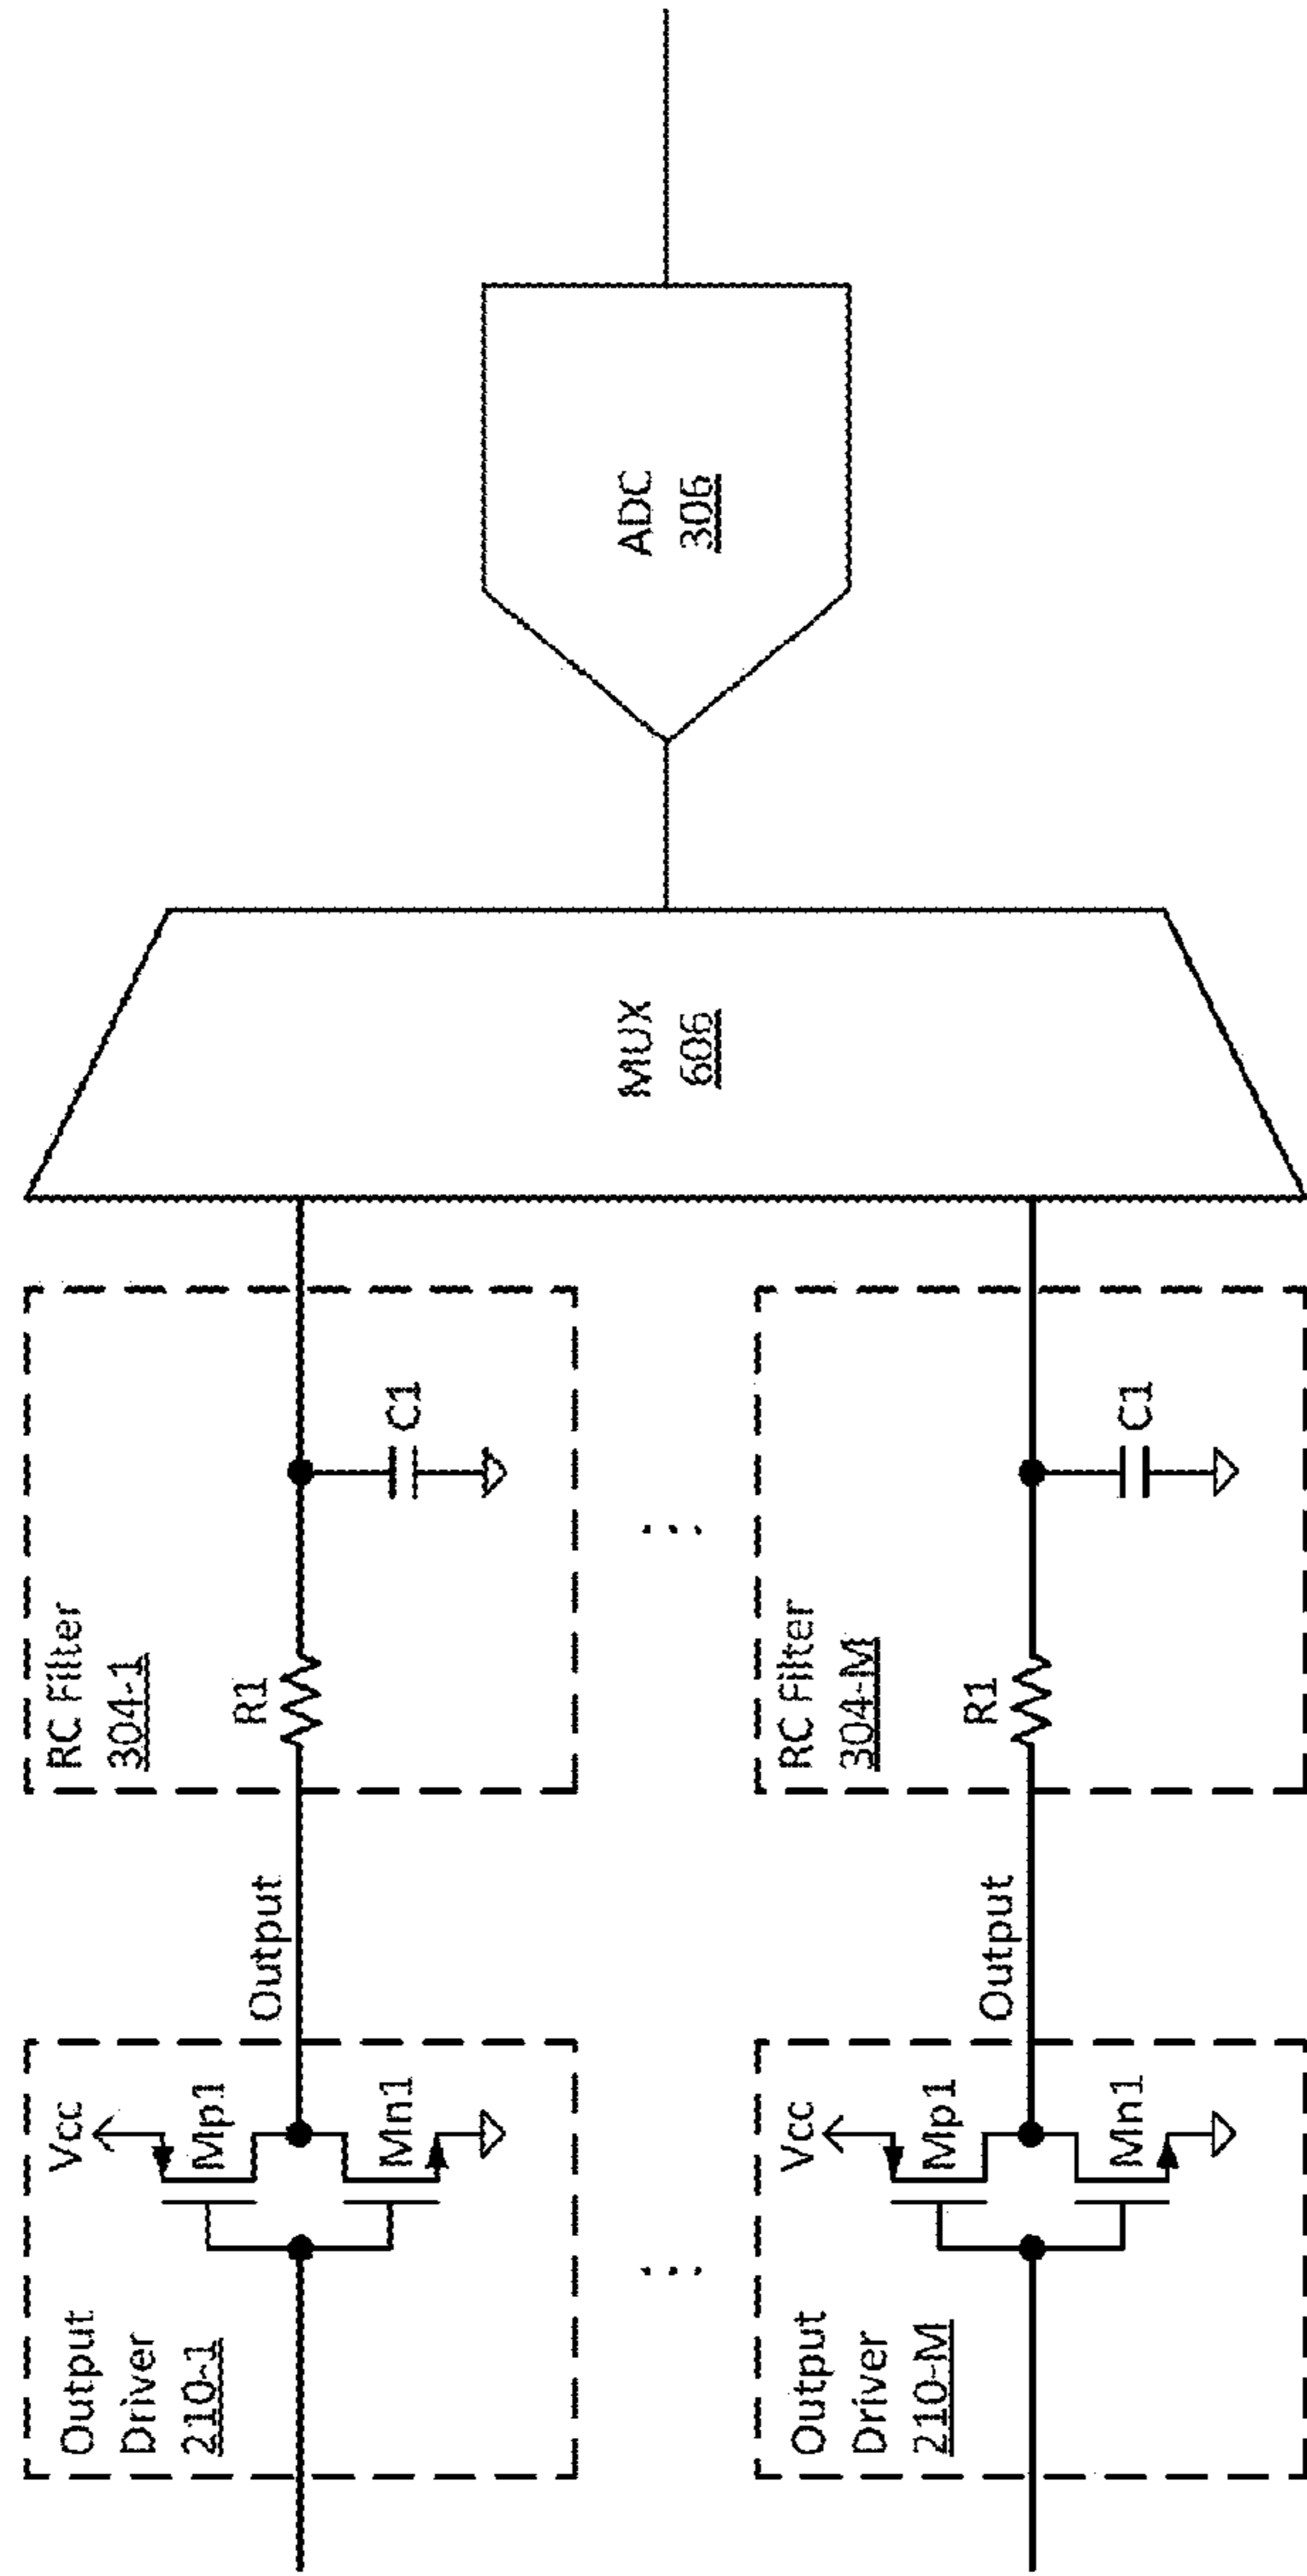 Output
Driver
210-1
Vcc
Mp1
Mn1
Output
RC Filter
304-1
R1
C1
Output
Driver
210-M
Vcc
Mp1
Mn1
Output
RC Filter
304-M
R1
C1
MUX
606
ADC
306